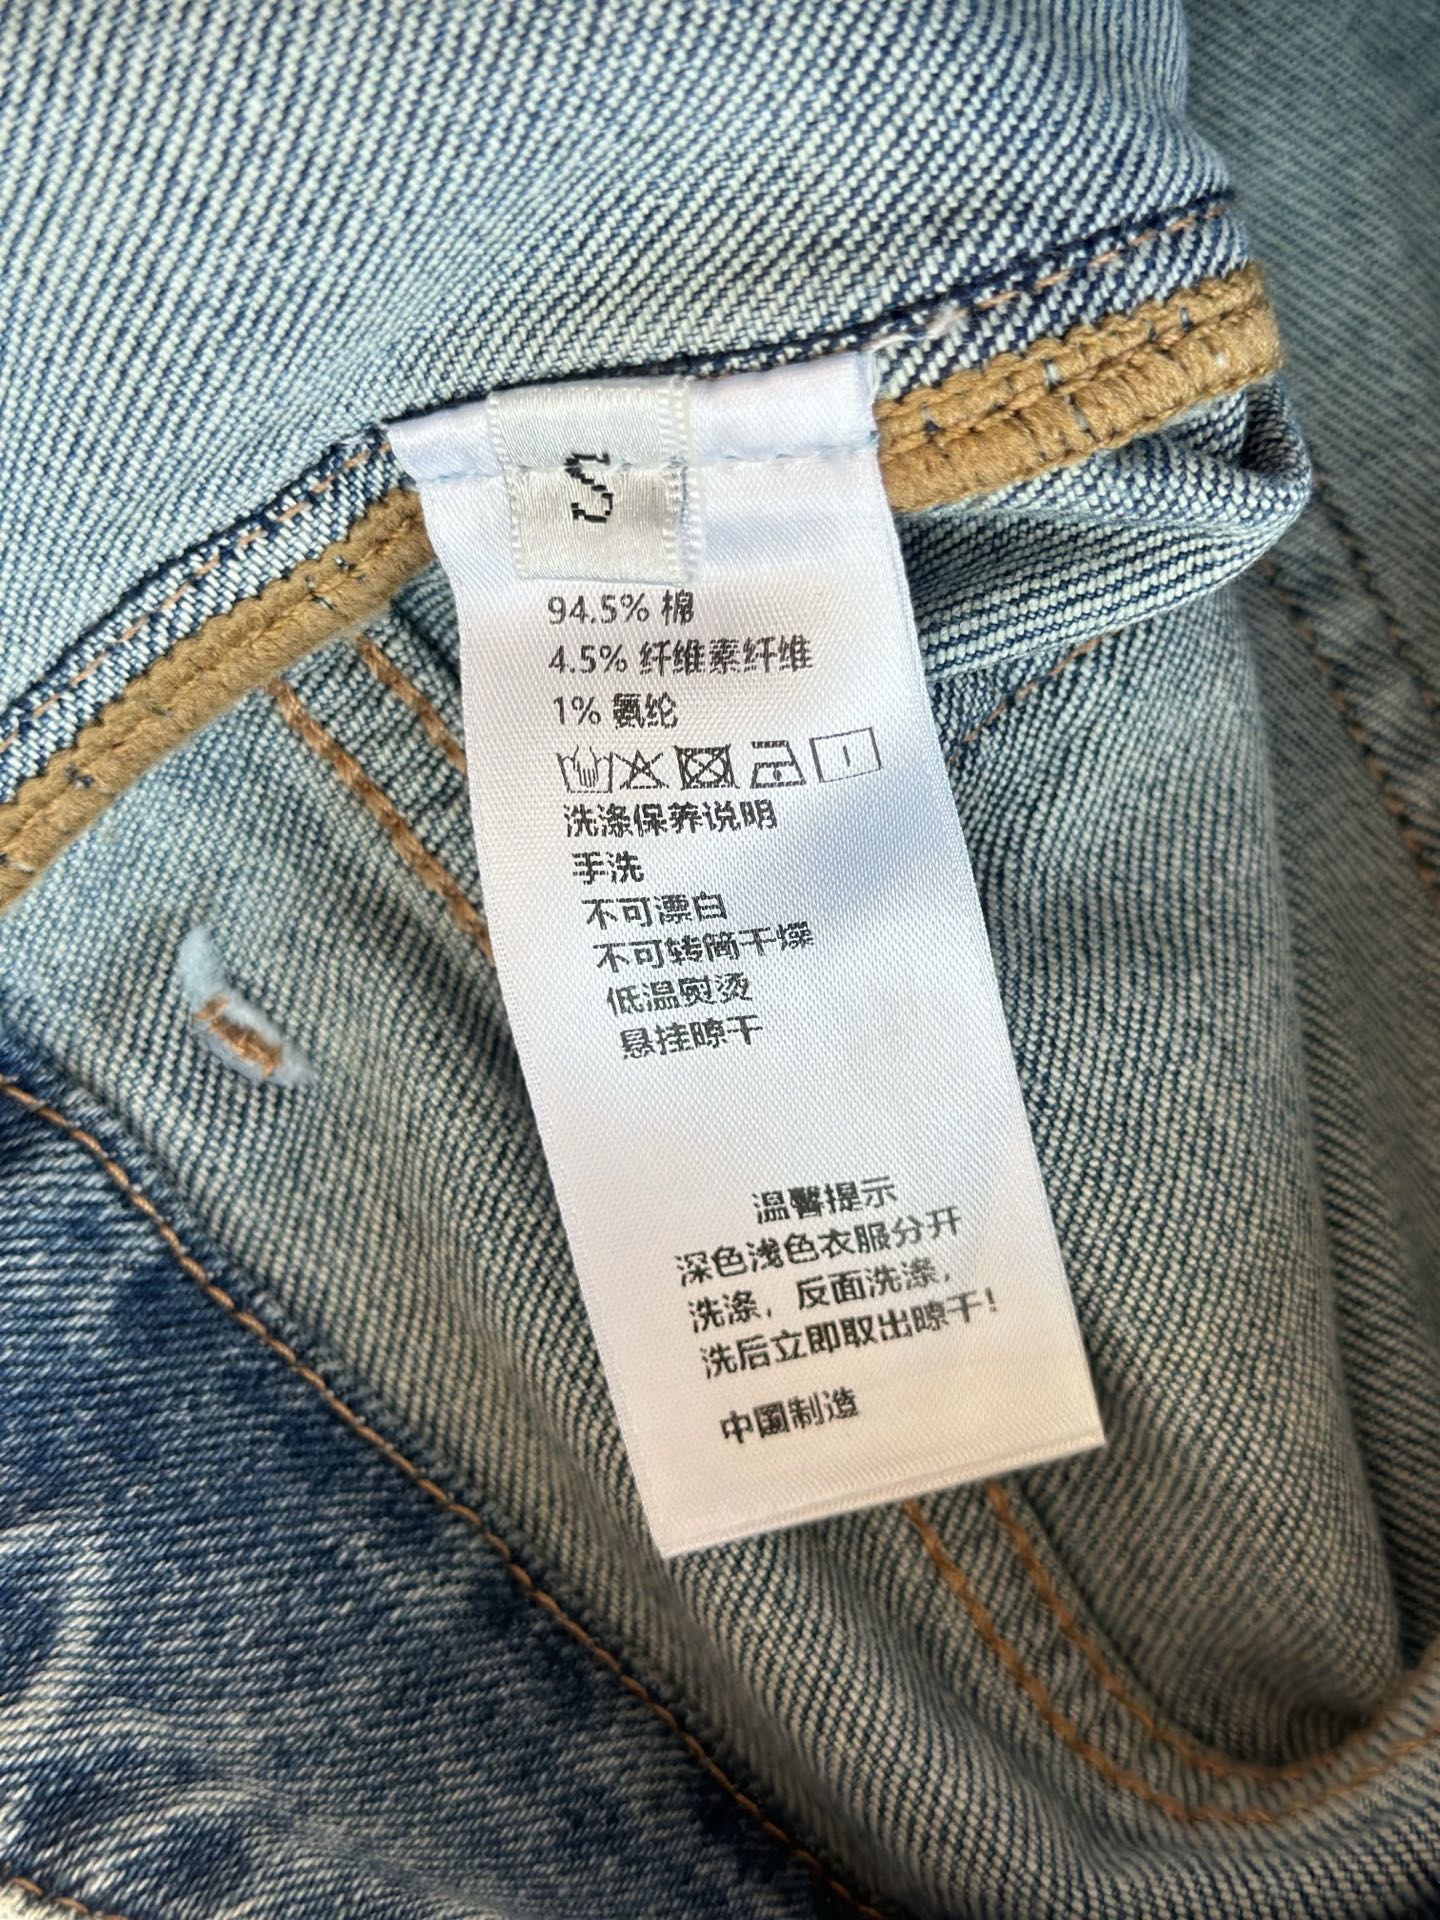 S
94.5% 棉
4.5% 纤维素纤维
1% 氨纶
洗涤保养说明
手洗
不可漂白
不可转筒干燥
低温熨烫
悬挂晾干
温馨提示
深色浅色衣服分开
洗涤，反面洗涤，
洗后立即取出晾干！
中国制造